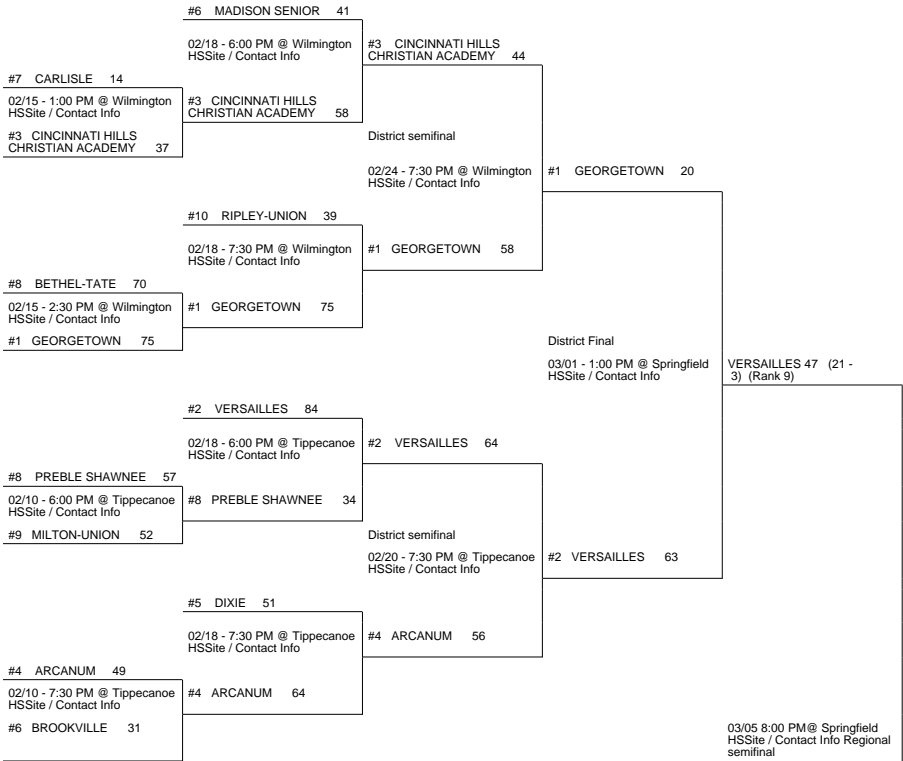 #6 MADISON SENIOR 41
02/18 - 6:00 PM @ Wilmington
HSSite / Contact Info
#3 CINCINNATI HILLS
CHRISTIAN ACADEMY 44
#7 CARLISLE 14
02/15 - 1:00 PM @ Wilmington
HSSite / Contact Info
#3 CINCINNATI HILLS
CHRISTIAN ACADEMY 58
#3 CINCINNATI HILLS
CHRISTIAN ACADEMY 37
District semifinal
02/24 - 7:30 PM @ Wilmington
HSSite / Contact Info
#1 GEORGETOWN 20
#10 RIPLEY-UNION 39
02/18 - 7:30 PM @ Wilmington
HSSite / Contact Info
#1 GEORGETOWN 58
#8 BETHEL-TATE 70
02/15 - 2:30 PM @ Wilmington
HSSite / Contact Info
#1 GEORGETOWN 75
#1 GEORGETOWN 75
District Final
03/01 - 1:00 PM @ Springfield
HSSite / Contact Info
VERSAILLES 47 (21 -
3) (Rank 9)
#2 VERSAILLES 84
02/18 - 6:00 PM @ Tippecanoe
HSSite / Contact Info
#2 VERSAILLES 64
#8 PREBLE SHAWNEE 57
02/10 - 6:00 PM @ Tippecanoe
HSSite / Contact Info
#8 PREBLE SHAWNEE 34
#9 MILTON-UNION 52
District semifinal
02/20 - 7:30 PM @ Tippecanoe
HSSite / Contact Info
#2 VERSAILLES 63
#5 DIXIE 51
02/18 - 7:30 PM @ Tippecanoe
HSSite / Contact Info
#4 ARCANUM 56
#4 ARCANUM 49
02/10 - 7:30 PM @ Tippecanoe
HSSite / Contact Info
#4 ARCANUM 64
#6 BROOKVILLE 31
03/05 8:00 PM@ Springfield
HSSite / Contact Info Regional
semifinal